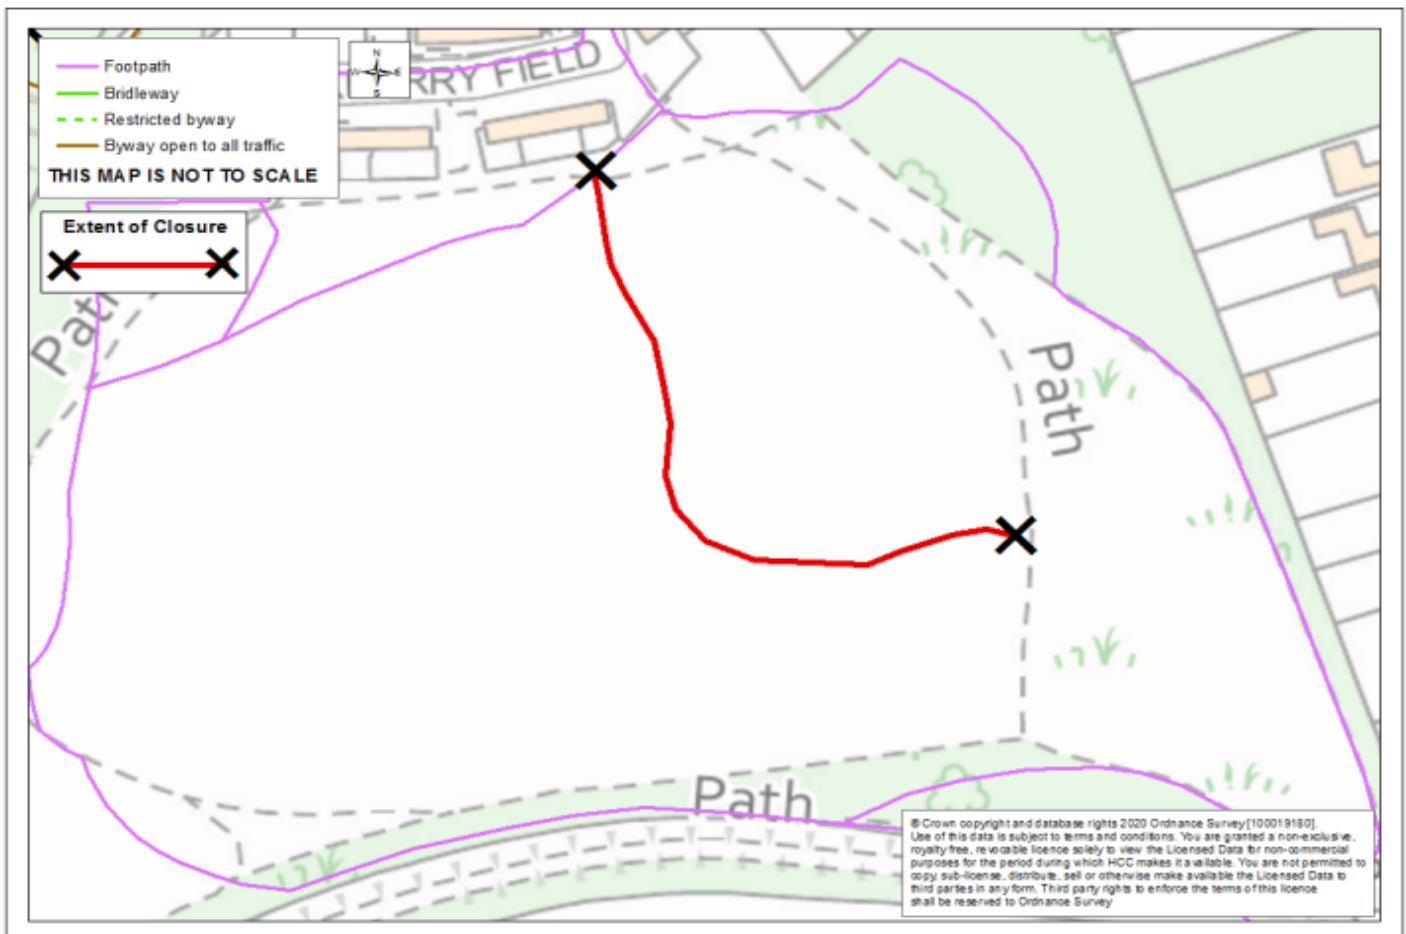 Footpath
Bridleway
Restricted byway
Byway open to all traffic
THIS MAP IS NOT TO SCALE
N
W E
S
RRY FIELD
Extent of Closure
Path
Path
Path
© Crown copyright and database rights 2020 Ordnance Survey [100019180].
Use of this data is subject to terms and conditions. You are granted a non-exclusive,
royalty free, revocable licence solely to view the Licensed Data for non-commercial
purposes for the period during which HCC makes it available. You are not permitted to
copy, sub-license, distribute, sell or otherwise make available the Licensed Data to
third parties in any form. Third party rights to enforce the terms of this licence
shall be reserved to Ordnance Survey